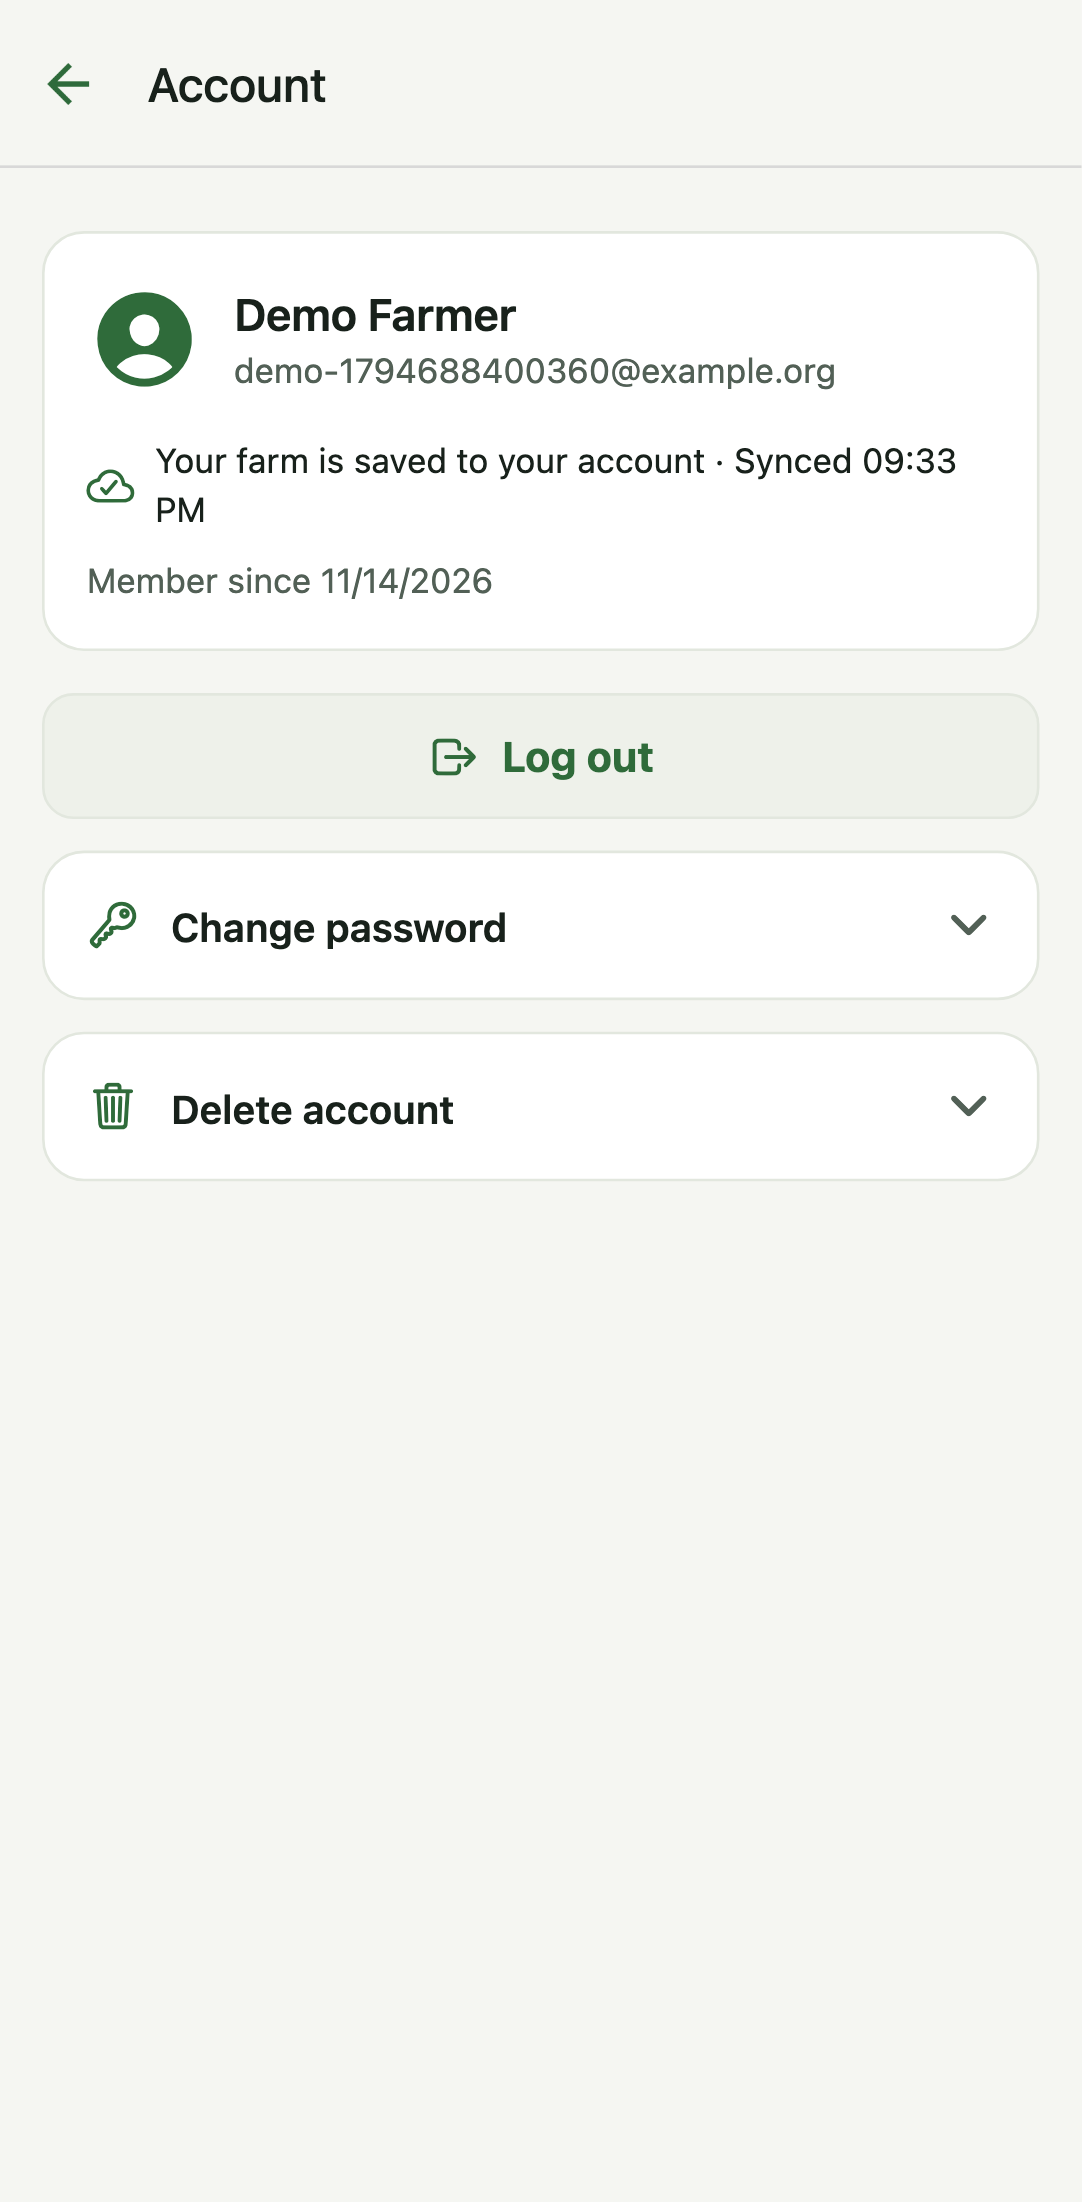 Account
Demo Farmer
demo-1794688400360@example.org
Your farm is saved to your account · Synced 09:33
PM
Member since 11/14/2026
Log out
Change password
Delete account